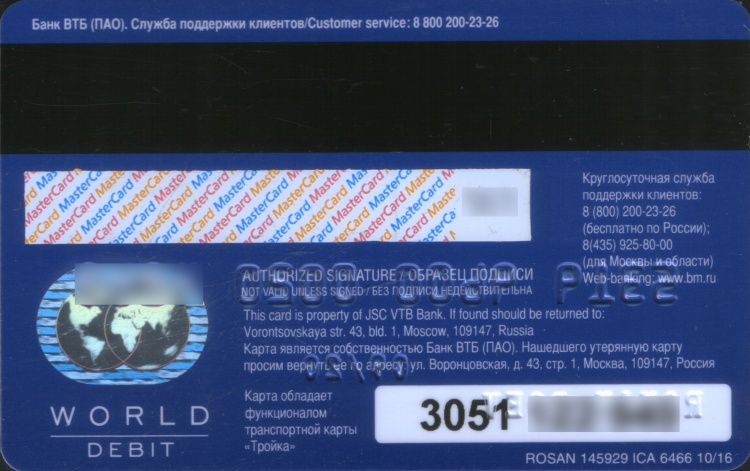 Банк ВТБ (ПАО). Служба поддержки клиентов/Customer service: 8 800 200-23-26
Круглосуточная служба
поддержки клиентов:
8 (800) 200-23-26
(бесплатно по России);
8(435) 925-80-00
(для Москвы и области)
Web-banking: www.bm.ru
AUTHORIZED SIGNATURE / ОБРАЗЕЦ ПОДПИСИ
NOT VALID UNLESS SIGNED / БЕЗ ПОДПИСИ НЕДЕЙСТВИТЕЛЬНА
This card is property of JSC VTB Bank. If found should be returned to:
Vorontsovskaya str. 43, bld. 1, Moscow, 109147, Russia
Карта является собственностью Банк ВТБ (ПАО). Нашедшего утерянную карту
просим вернуть ее по адресу: ул. Воронцовская, д. 43, стр. 1, Москва, 109147, Россия
WORLD
DEBIT
Карта обладает
функционалом
транспортной карты
«Тройка»
3051
ROSAN 145929 ICA 6466 10/16